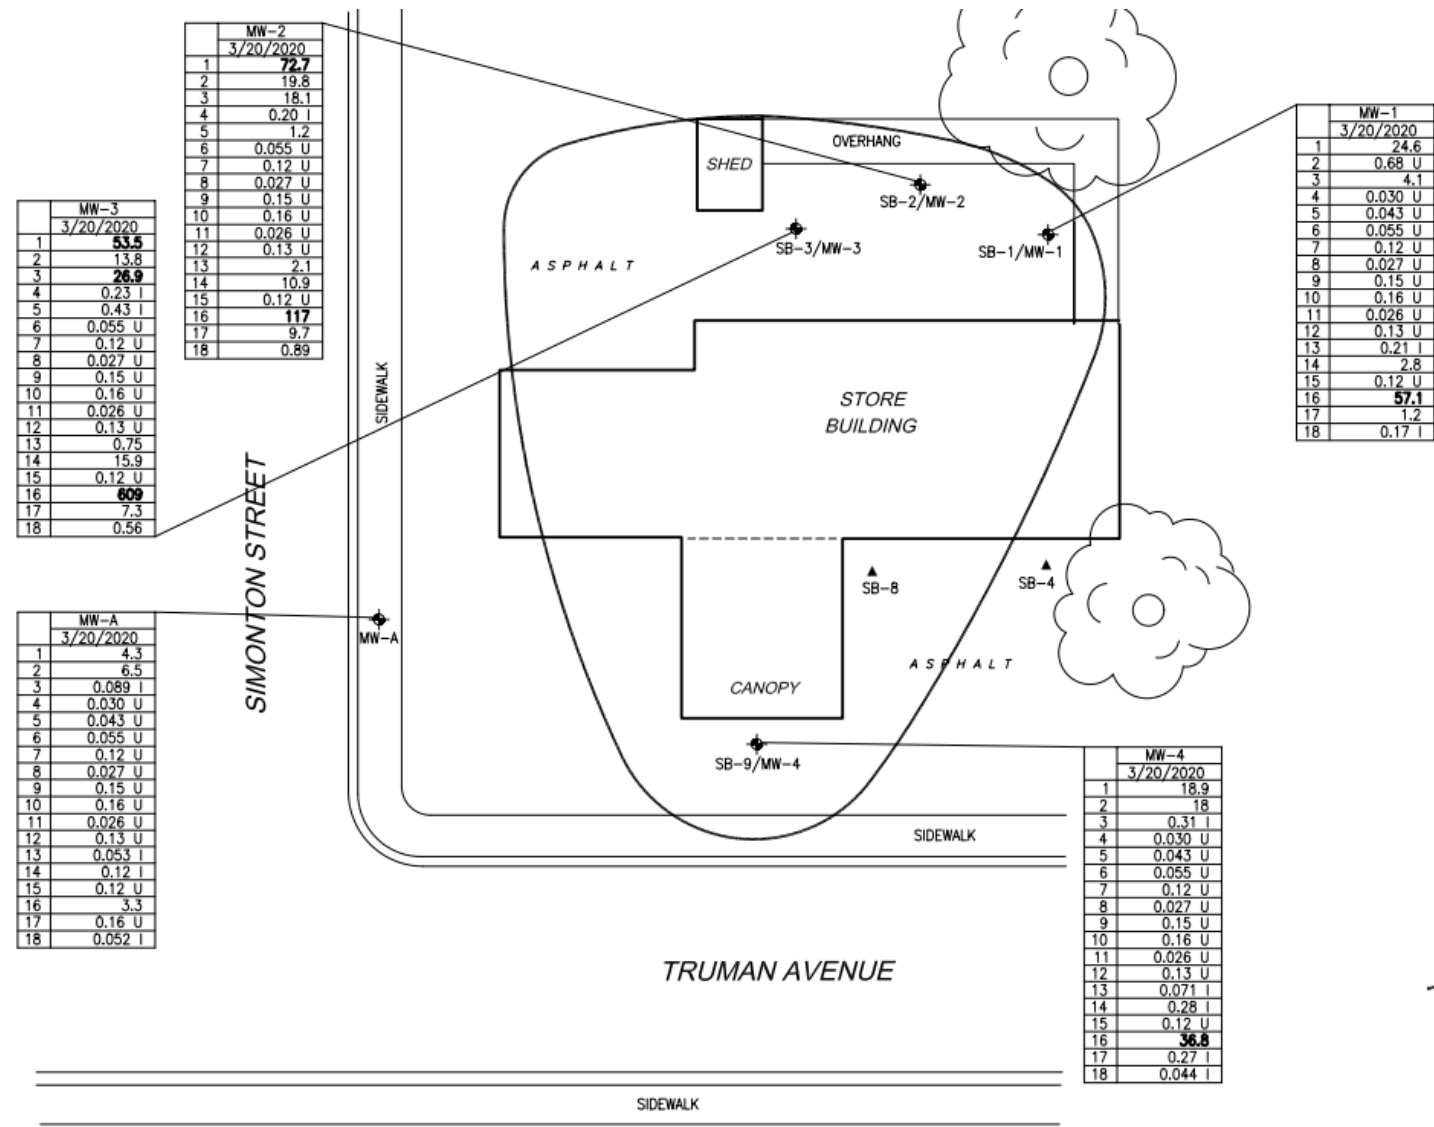 MW-2
3/20/2020
1 72.7
2 19.8
3 18.1
4 0.20 I
5 1.2
6 0.055 U
7 0.12 U
8 0.027 U
9 0.15 U
10 0.16 U
11 0.026 U
12 0.13 U
13 2.1
14 10.9
15 0.12 U
16 117
17 9.7
18 0.89
MW-1
3/20/2020
1 24.6
2 0.68 U
3 4.1
4 0.030 U
5 0.043 U
6 0.055 U
7 0.12 U
8 0.027 U
9 0.15 U
10 0.16 U
11 0.026 U
12 0.13 U
13 0.21 I
14 2.8
15 0.12 U
16 57.1
17 1.2
18 0.17 I
MW-3
3/20/2020
1 53.5
2 13.8
3 26.9
4 0.23 I
5 0.43 I
6 0.055 U
7 0.12 U
8 0.027 U
9 0.15 U
10 0.16 U
11 0.026 U
12 0.13 U
13 0.75
14 15.9
15 0.12 U
16 609
17 7.3
18 0.56
OVERHANG
SHED
SB-2/MW-2
SB-3/MW-3
SB-1/MW-1
ASPHALT
SIDEWALK
STORE
BUILDING
SIMONTON STREET
SB-8
SB-4
MW-A
ASPHALT
CANOPY
SB-9/MW-4
SIDEWALK
MW-A
3/20/2020
1 4.3
2 6.5
3 0.089 I
4 0.030 U
5 0.043 U
6 0.055 U
7 0.12 U
8 0.027 U
9 0.15 U
10 0.16 U
11 0.026 U
12 0.13 U
13 0.053 I
14 0.12 I
15 0.12 U
16 3.3
17 0.16 U
18 0.052 I
MW-4
3/20/2020
1 18.9
2 18
3 0.31 I
4 0.030 U
5 0.043 U
6 0.055 U
7 0.12 U
8 0.027 U
9 0.15 U
10 0.16 U
11 0.026 U
12 0.13 U
13 0.071 I
14 0.28 I
15 0.12 U
16 36.8
17 0.27 I
18 0.044 I
TRUMAN AVENUE
SIDEWALK